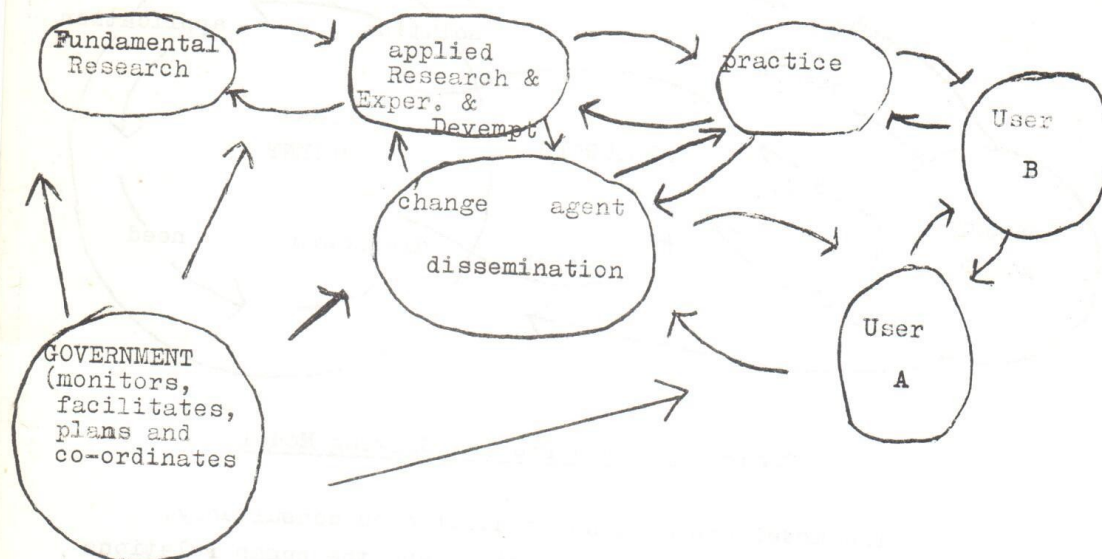 Fundamental
Research
applied
Research &
Exper. &
Devempt
practice
User
B
change agent
dissemination
need
User
A
GOVERNMENT
(monitors,
facilitates,
plans and
co-ordinates